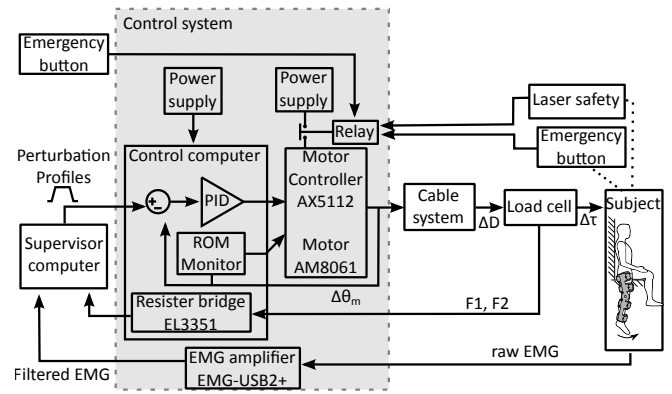 Control system
Emergency
button
Power
supply
Power
supply
Laser safety
Relay
Emergency
button
Perturbation
Profiles
Control computer
Motor
Controller
AX5112
Motor
AM8061
+
-
PID
Cable
system
ΔD
Load cell
Δτ
Subject
Supervisor
computer
ROM
Monitor
Δθm
Resister bridge
EL3351
F1, F2
EMG amplifier
EMG-USB2+
raw EMG
Filtered EMG